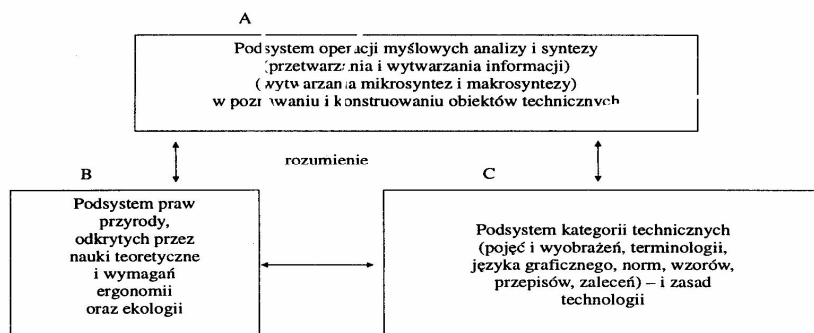 A
Podsystem operacji myślowych analizy i syntezy
(przetwarzania i wytwarzania informacji)
(wytwarzania mikrosyntez i makrosyntezy)
w poznawaniu i konstruowaniu obiektów technicznych
rozumienie
B
Podsystem praw
przyrody,
odkrytych przez
nauki teoretyczne
i wymagań
ergonomii
oraz ekologii
C
Podsystem kategorii technicznych
(pojęć i wyobrażeń, terminologii,
języka graficznego, norm, wzorów,
przepisów, zaleceń) – i zasad
technologii